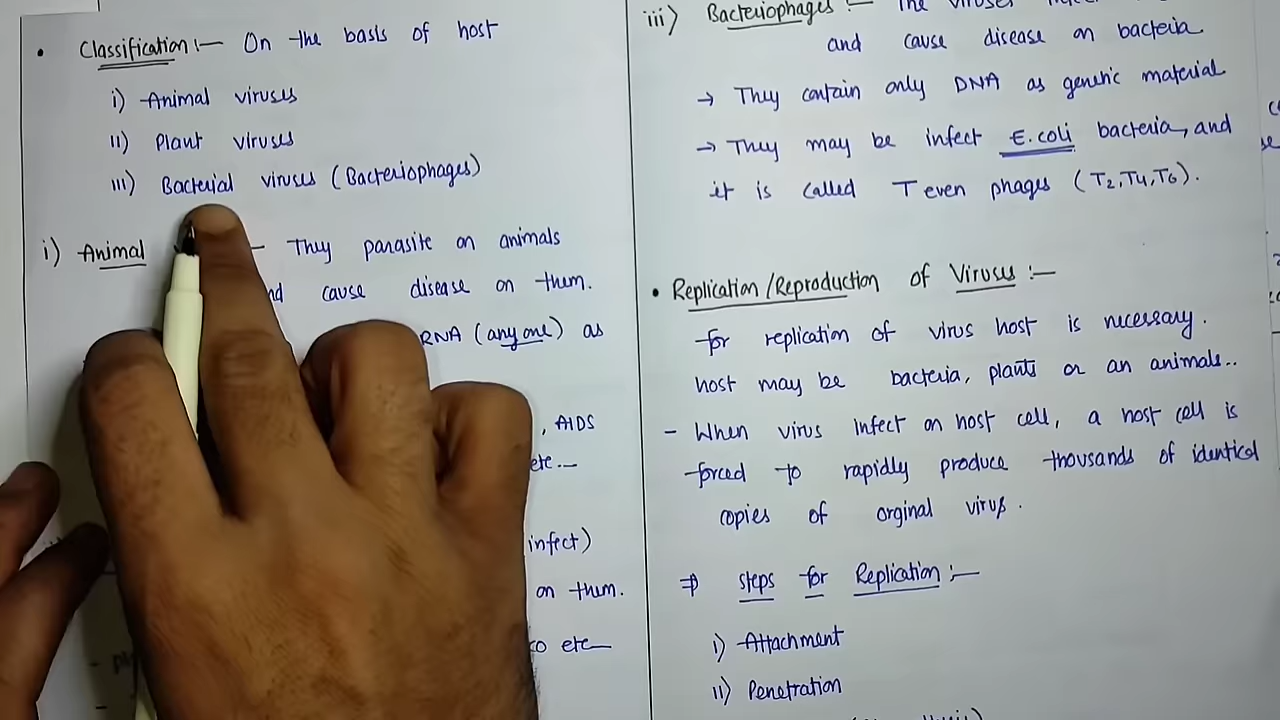 • Classification :— On the basis of host
i) Animal viruses
ii) Plant viruses
iii) Bacterial viruses (Bacteriophages)
i) Animal — They parasite on animals
cause disease on them.
RNA (any one) as
, AIDS
etc.—
infect)
on them.
etc—
iii) Bacteriophages :— The
and cause disease on bacteria
→ They contain only DNA as genetic material
→ They may be infect E.coli bacteria, and
it is called T even phages (T2, T4, T6).
• Replication/Reproduction of Viruses :—
for replication of virus host is necessary.
host may be bacteria, plants or an animals..
- When virus infect on host cell, a host cell is
forced to rapidly produce thousands of identical
copies of orginal virus.
⇒ steps for Replication :—
i) Attachment
ii) Penetration